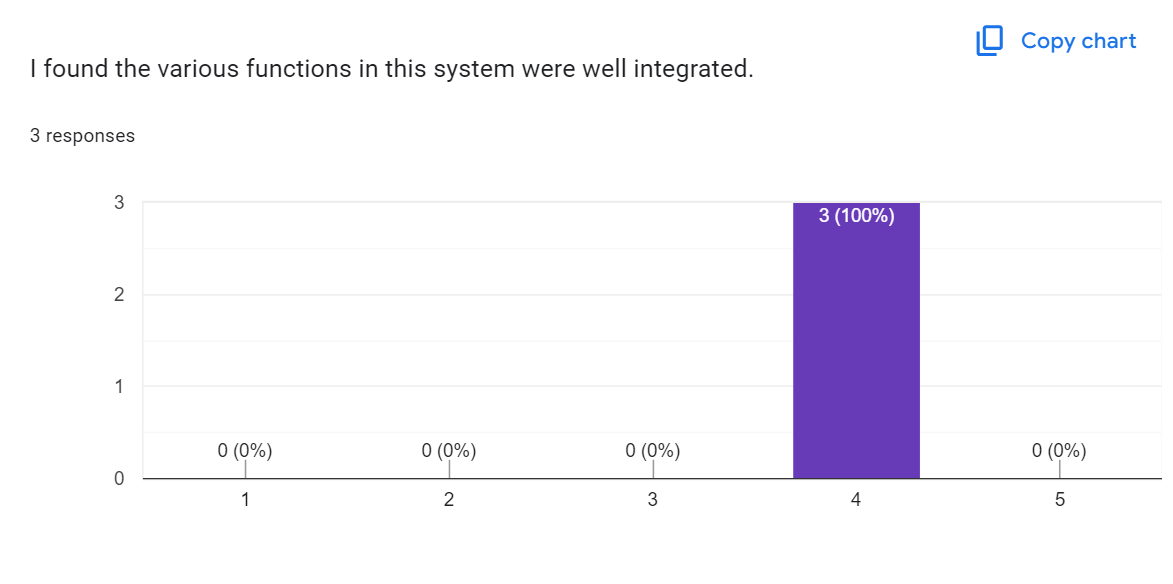 Copy chart
I found the various functions in this system were well integrated.
3 responses
3
3 (100%)
2
1
0 (0%) 0 (0%) 0 (0%) 0 (0%)
0
1 2 3 4 5